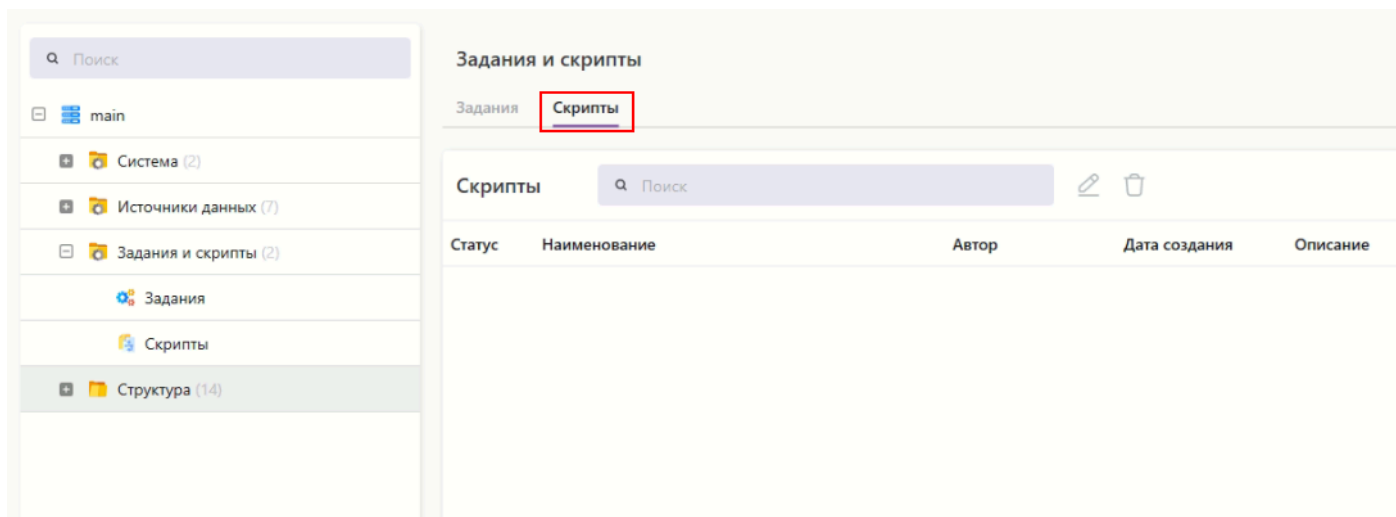 Поиск
main
Система (2)
Источники данных (7)
Задания и скрипты (2)
Задания
Скрипты
Структура (14)
Задания и скрипты
Задания Скрипты
Скрипты Поиск
Статус Наименование Автор Дата создания Описание